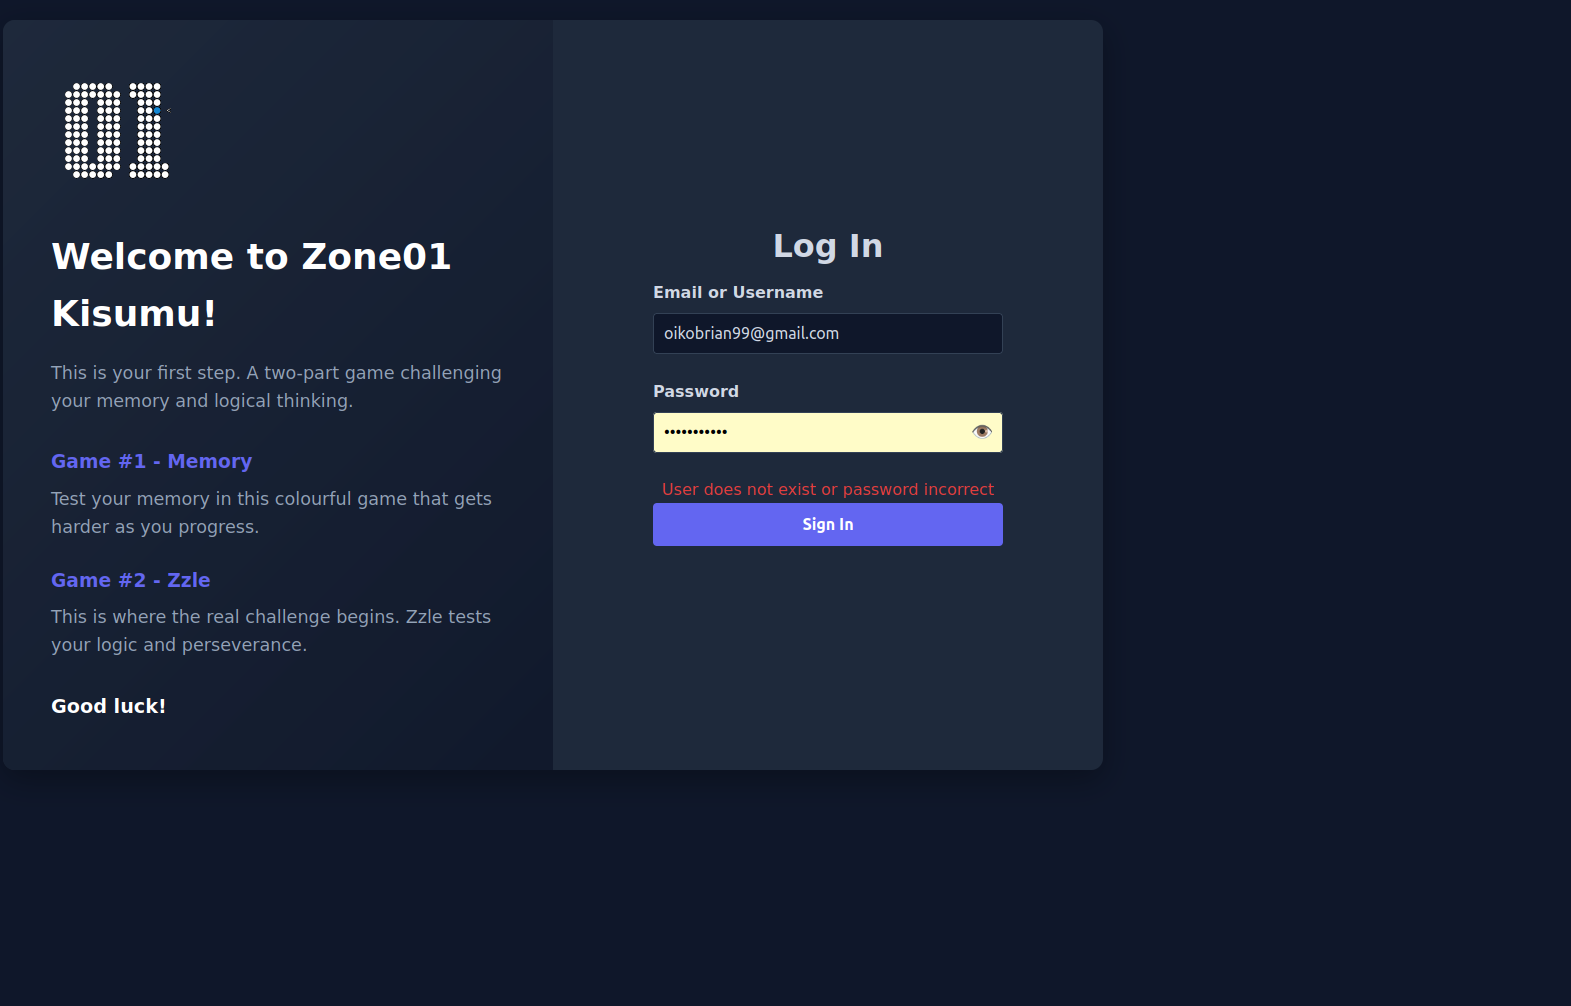 01
Welcome to Zone01
Kisumu!
This is your first step. A two-part game challenging
your memory and logical thinking.
Game #1 - Memory
Test your memory in this colourful game that gets
harder as you progress.
Game #2 - Zzle
This is where the real challenge begins. Zzle tests
your logic and perseverance.
Good luck!
Log In
Email or Username
oikobrian99@gmail.com
Password
•••••••••••
User does not exist or password incorrect
Sign In